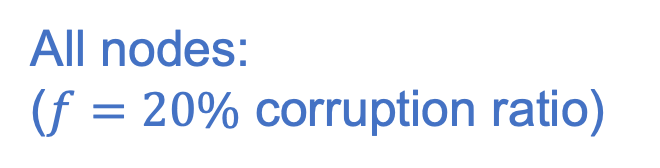 All nodes:
(f = 20% corruption ratio)